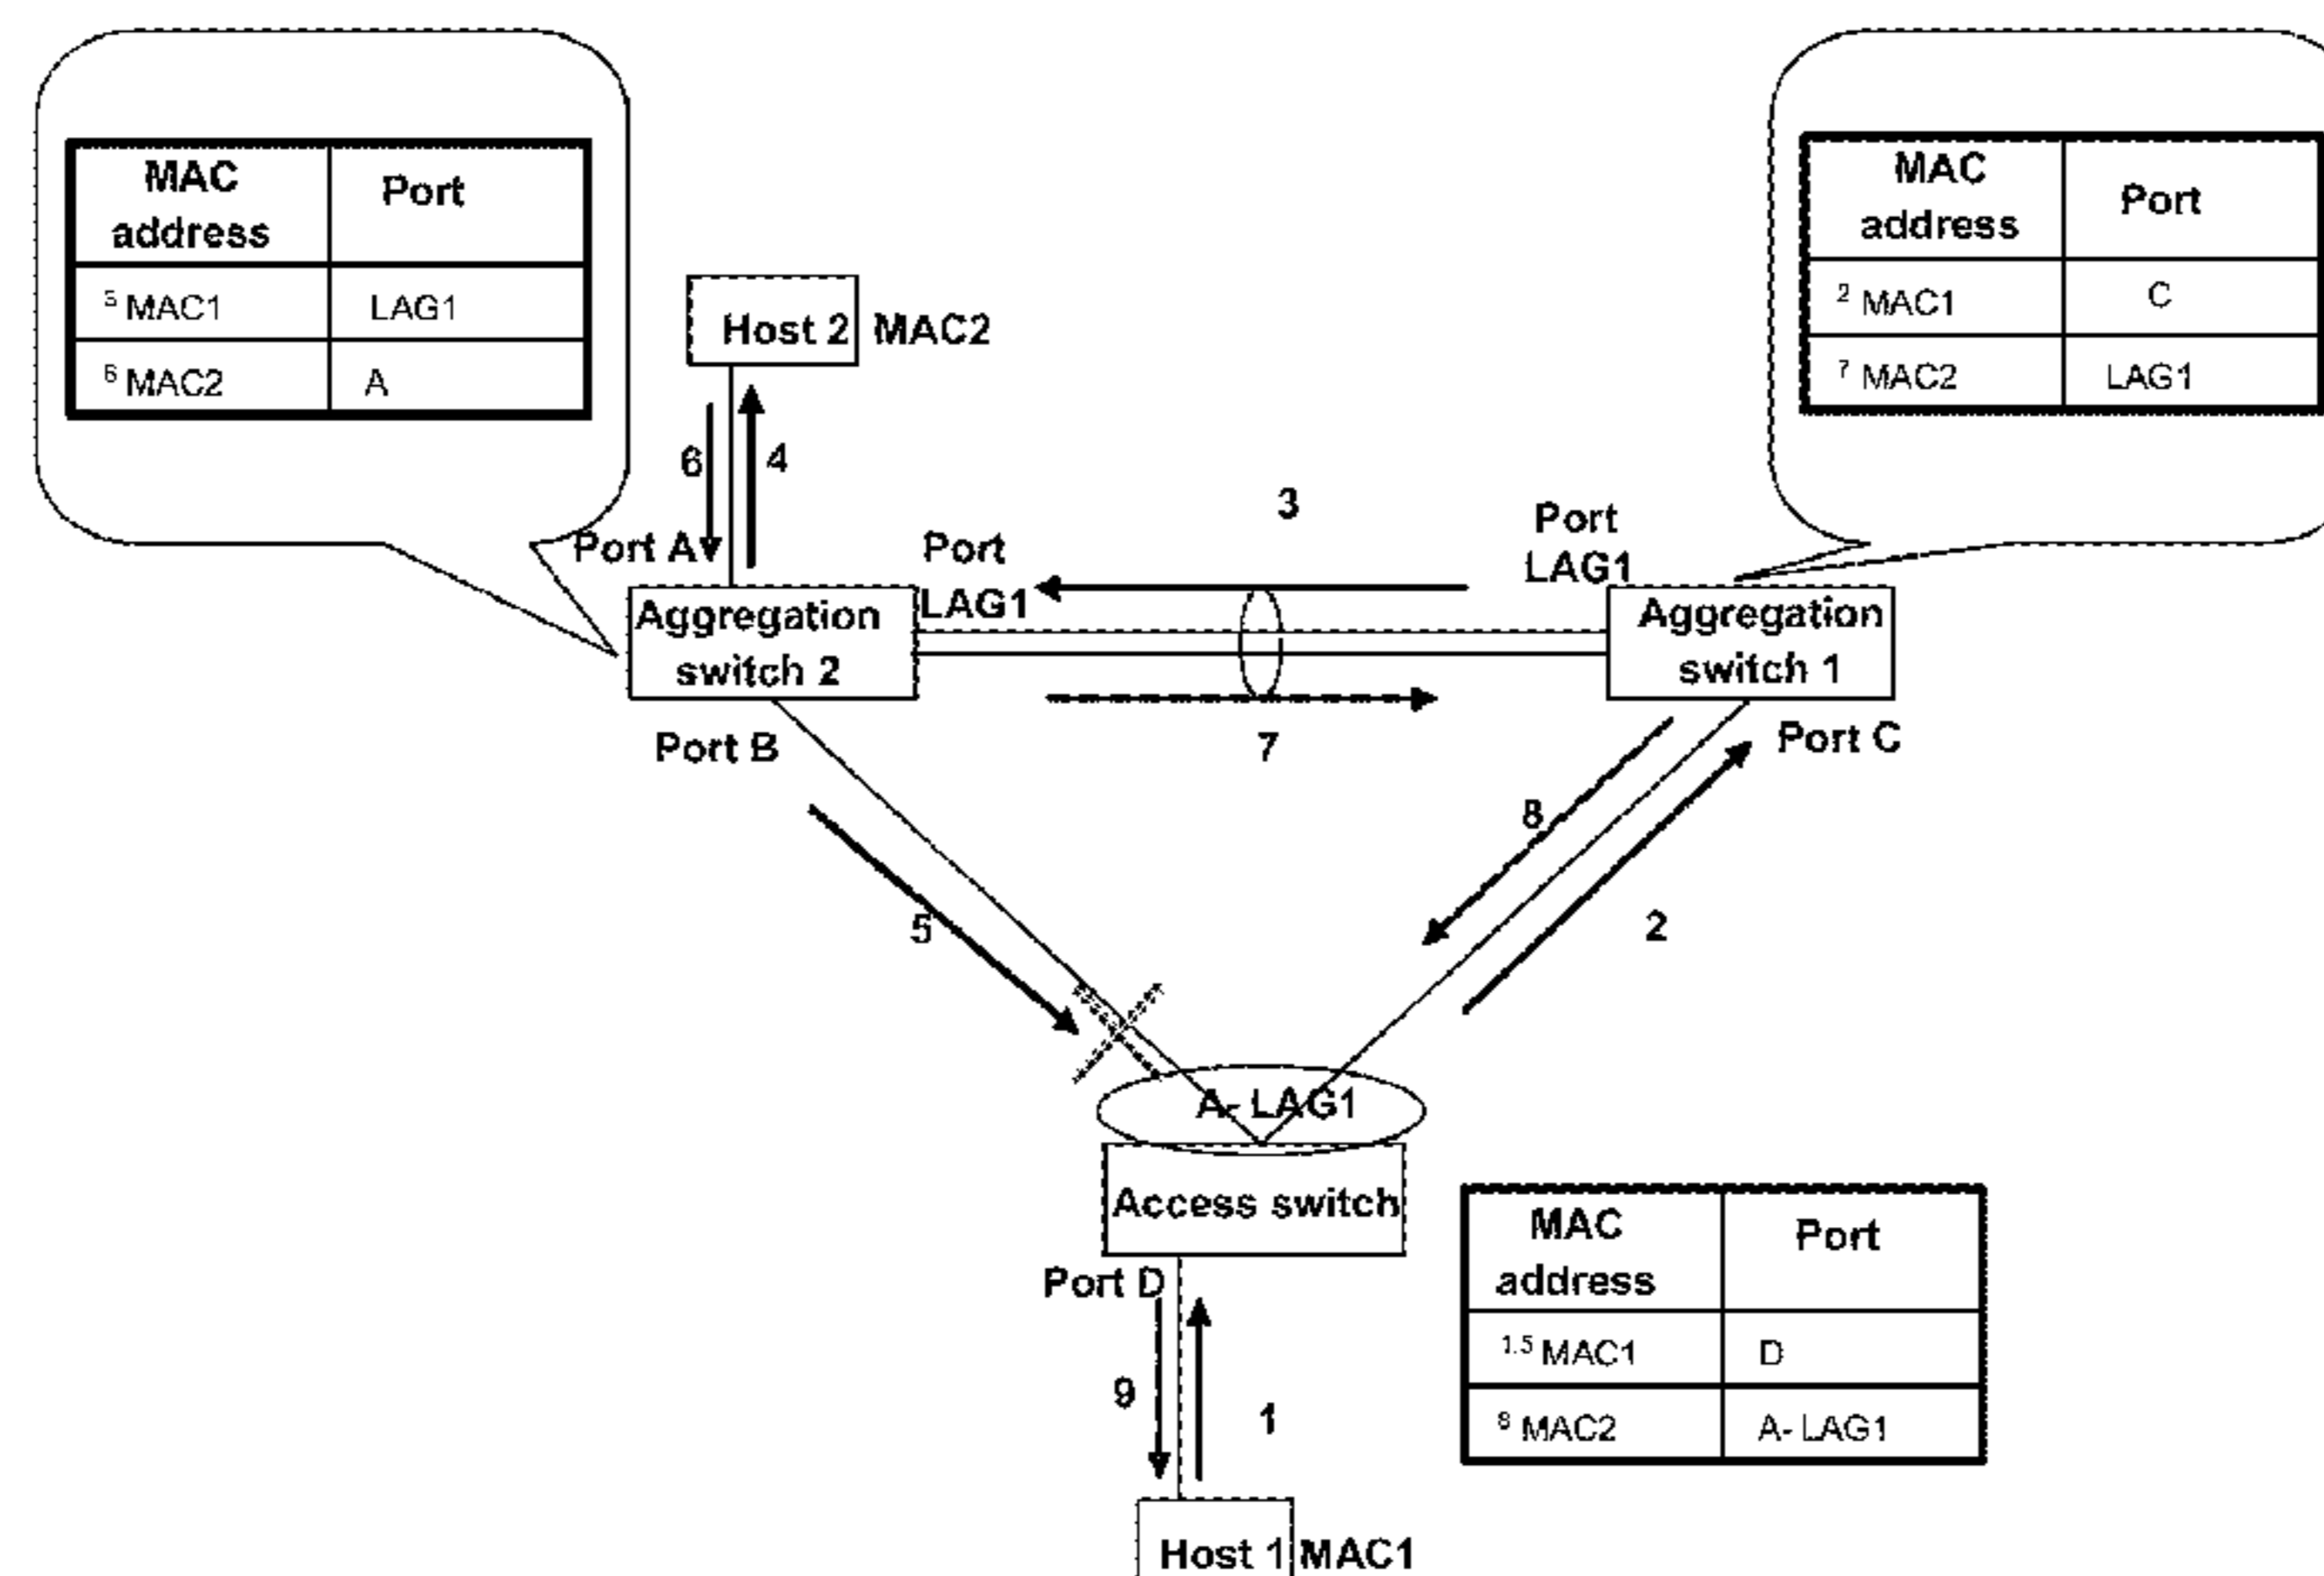 MAC address Port
5 MAC1 LAG1
6 MAC2 A
MAC address Port
2 MAC1 C
7 MAC2 LAG1
Host 2 MAC2
6 4
Port A
Port LAG1
3
Port LAG1
Aggregation switch 2
Aggregation switch 1
Port B
7
Port C
8
5
2
A- LAG1
Access switch
Port D
MAC address Port
1.5 MAC1 D
8 MAC2 A- LAG1
9
1
Host 1 MAC1